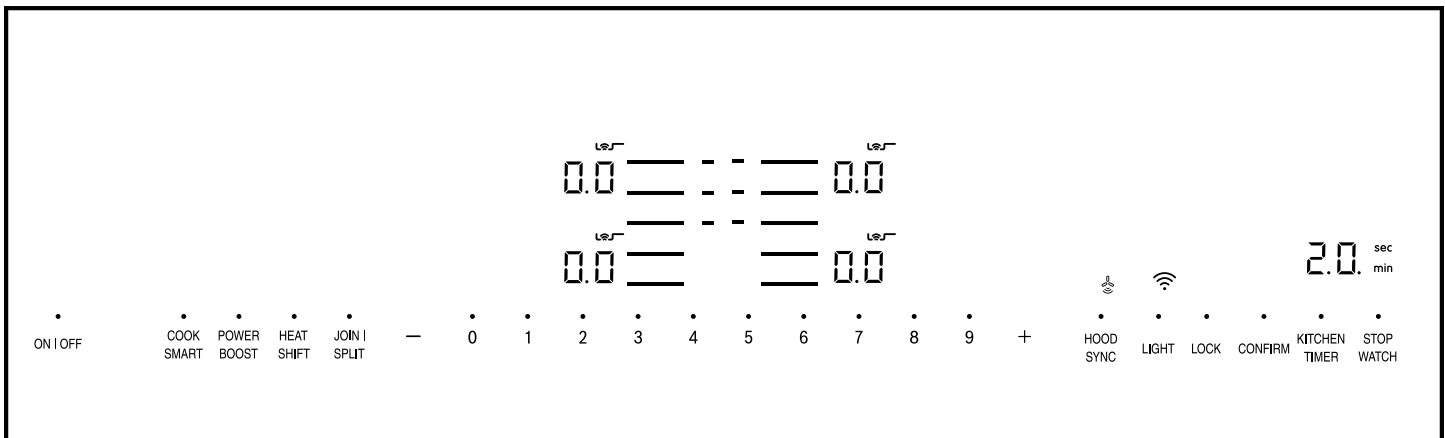 0.0 0.0
0.0 0.0
2.0. sec
min
ON | OFF
COOK
SMART
POWER
BOOST
HEAT
SHIFT
JOIN |
SPLIT
− 0 1 2 3 4 5 6 7 8 9 +
HOOD
SYNC
LIGHT
LOCK
CONFIRM
KITCHEN
TIMER
STOP
WATCH